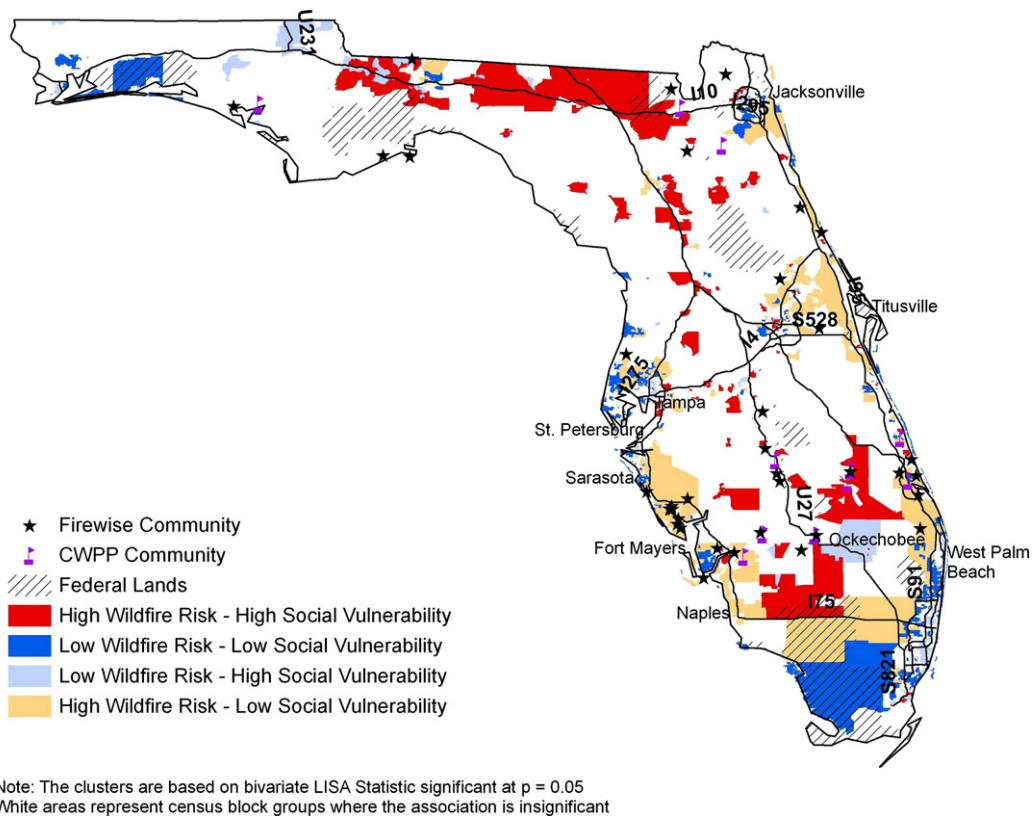 U231
I10
Jacksonville
I295
I95
Titusville
S528
I4
I275
Tampa
St. Petersburg
Sarasota
U27
Fort Mayers
Ockechobee
West Palm
Beach
S91
Naples
I75
S821
Firewise Community
CWPP Community
Federal Lands
High Wildfire Risk - High Social Vulnerability
Low Wildfire Risk - Low Social Vulnerability
Low Wildfire Risk - High Social Vulnerability
High Wildfire Risk - Low Social Vulnerability
Note: The clusters are based on bivariate LISA Statistic significant at p = 0.05
White areas represent census block groups where the association is insignificant